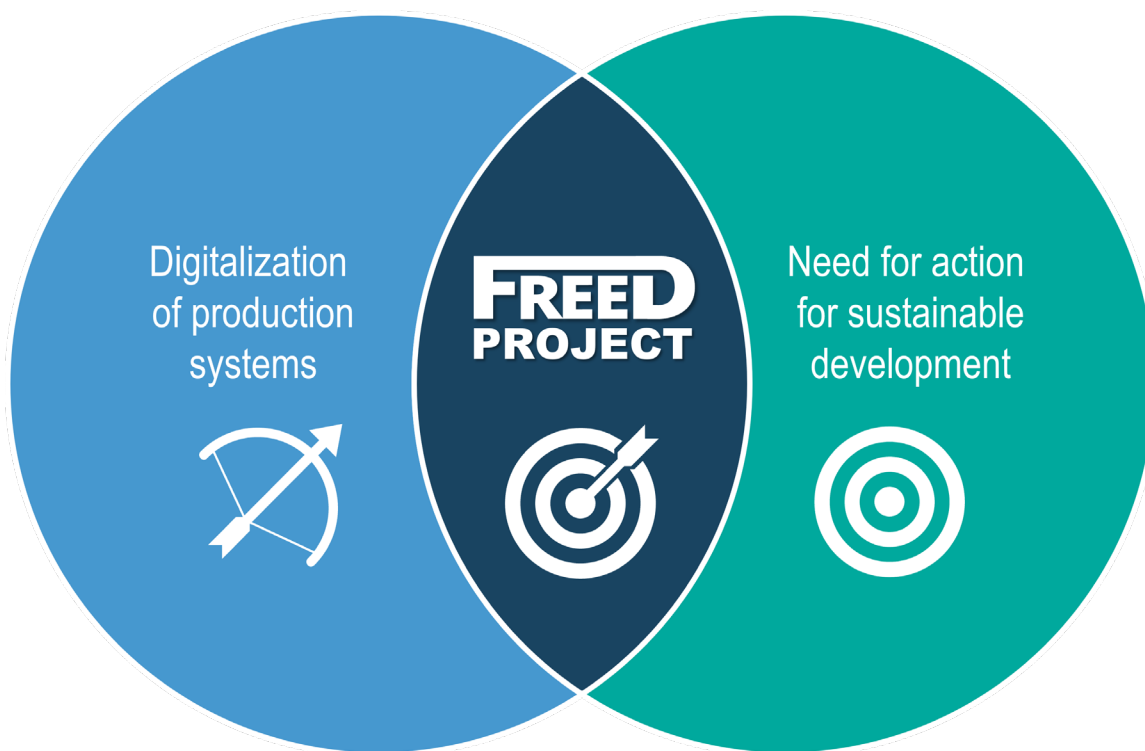 Digitalization
of production
systems
FREED
PROJECT
Need for action
for sustainable
development